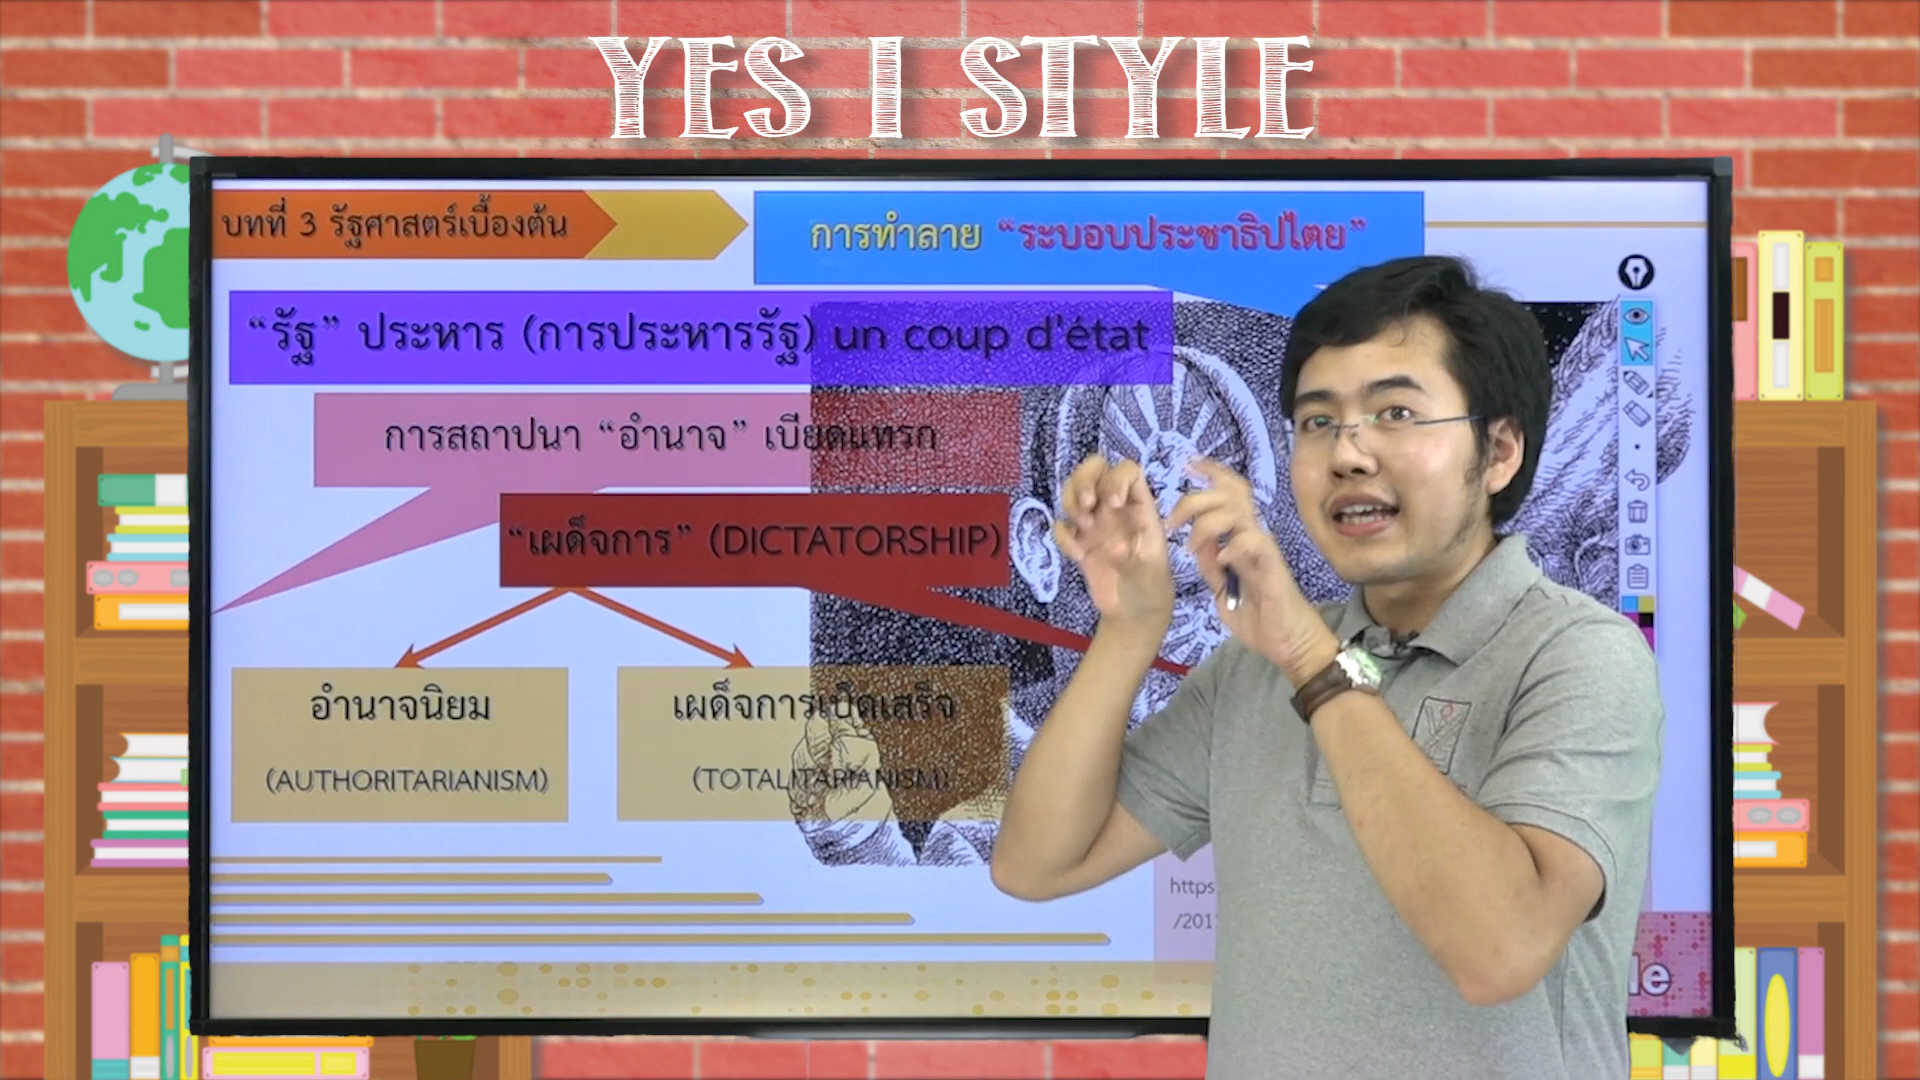 YES I STYLE
บทที่ 3 รัฐศาสตร์เบื้องต้น
การทำลาย “ระบอบประชาธิปไตย”
“รัฐ” ประหาร (การประหารรัฐ) un coup d'état
การสถาปนา “อำนาจ” เบียดแทรก
“เผด็จการ” (DICTATORSHIP)
อำนาจนิยม
(AUTHORITARIANISM)
เผด็จการเบ็ดเสร็จ
(TOTALITARIANISM)
https
/201
le